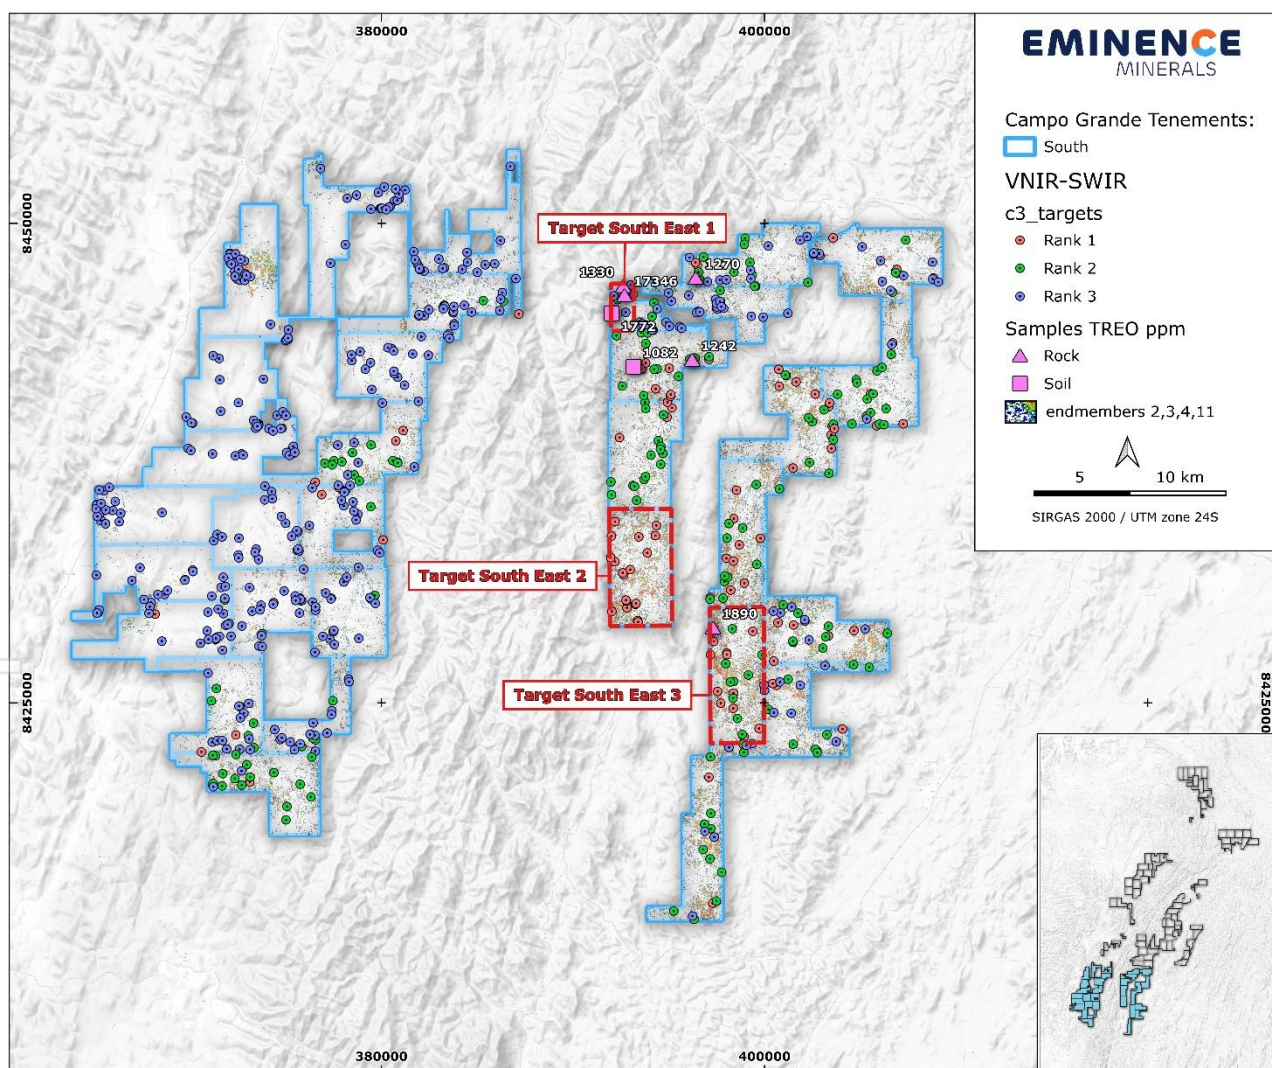 380000
400000
EMINENCE
MINERALS
Campo Grande Tenements:
South
VNIR-SWIR
c3_targets
Rank 1
Rank 2
Rank 3
Samples TREO ppm
Rock
Soil
endmembers 2,3,4,11
5
10 km
SIRGAS 2000 / UTM zone 24S
8450000
Target South East 1
1330
17346
1270
1772
1082
1242
Target South East 2
1890
Target South East 3
8425000
8425000
380000
400000